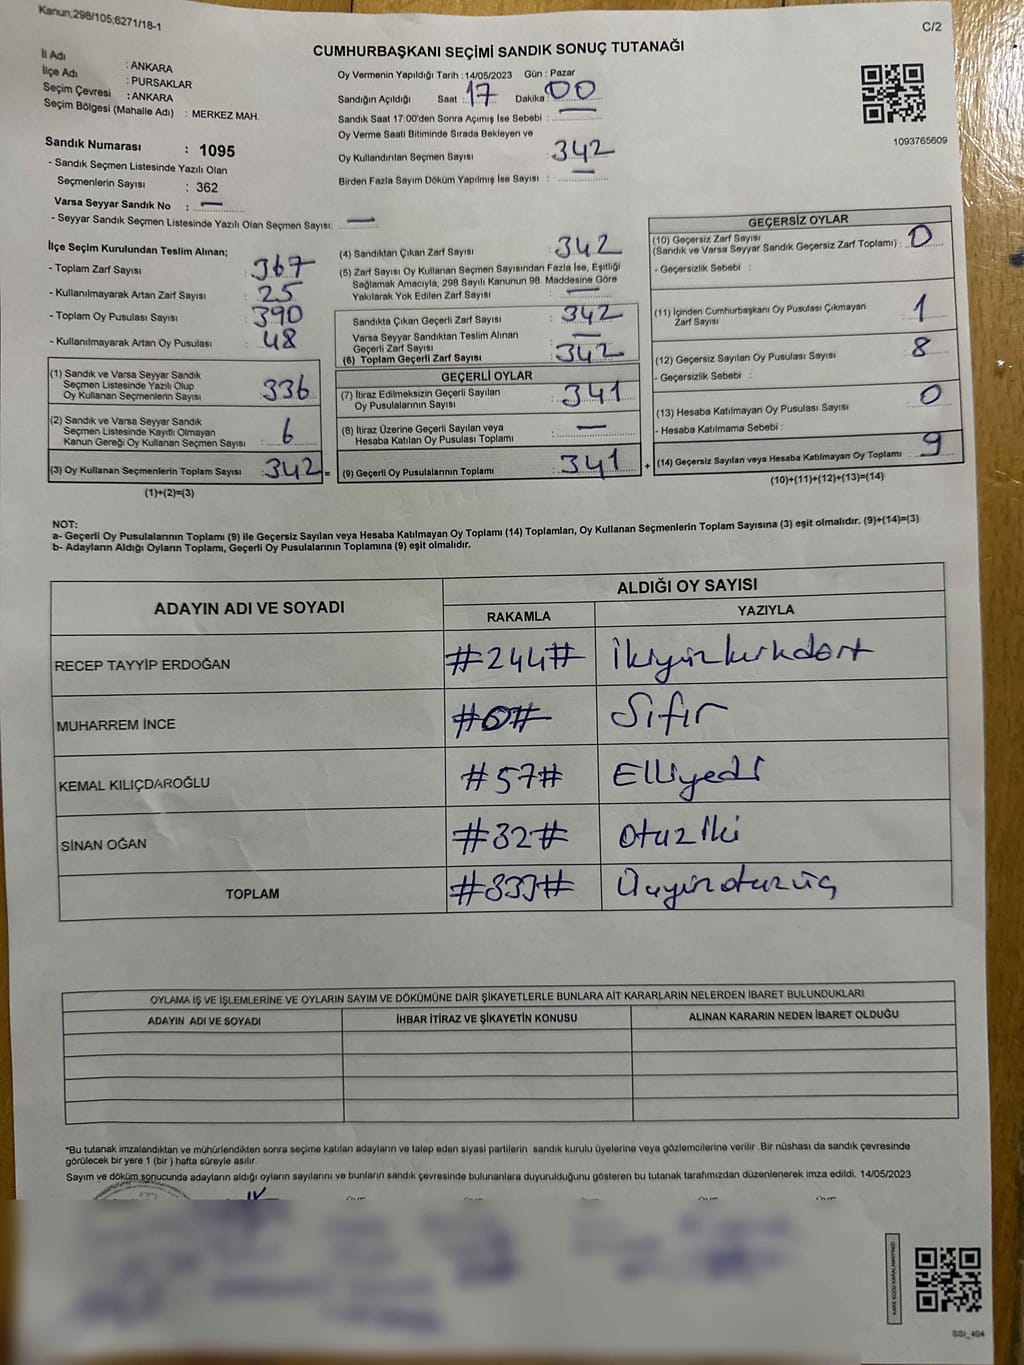 Kanun;298/105;6271/18-1
C/2
CUMHURBAŞKANI SEÇİMİ SANDIK SONUÇ TUTANAĞI
İl Adı : ANKARA
İlçe Adı : PURSAKLAR
Seçim Çevresi : ANKARA
Seçim Bölgesi (Mahalle Adı) : MERKEZ MAH.
Oy Vermenin Yapıldığı Tarih : 14/05/2023 Gün : Pazar
Sandığın Açıldığı Saat : 17 Dakika : 00
Sandık Saat 17:00'den Sonra Açımış İse Sebebi : —
Oy Verme Saati Bitiminde Sırada Bekleyen ve
Oy Kullandırılan Seçmen Sayısı : 342
Birden Fazla Sayım Döküm Yapılmış İse Sayısı : —
1093765609
Sandık Numarası : 1095
- Sandık Seçmen Listesinde Yazılı Olan
Seçmenlerin Sayısı : 362
Varsa Seyyar Sandık No : —
- Seyyar Sandık Seçmen Listesinde Yazılı Olan Seçmen Sayısı: —
İlçe Seçim Kurulundan Teslim Alınan;
- Toplam Zarf Sayısı : 367
- Kullanılmayarak Artan Zarf Sayısı : 25
- Toplam Oy Pusulası Sayısı : 390
- Kullanılmayarak Artan Oy Pusulası : 48
(1) Sandık ve Varsa Seyyar Sandık
Seçmen Listesinde Yazılı Olup
Oy Kullanan Seçmenlerin Sayısı : 336
(2) Sandık ve Varsa Seyyar Sandık
Seçmen Listesinde Kayıtlı Olmayan
Kanun Gereği Oy Kullanan Seçmen Sayısı : 6
(3) Oy Kullanan Seçmenlerin Toplam Sayısı : 342 =
(1)+(2)=(3)
(4) Sandıktan Çıkan Zarf Sayısı : 342
(5) Zarf Sayısı Oy Kullanan Seçmen Sayısından Fazla İse, Eşitliği
Sağlamak Amacıyla, 298 Sayılı Kanunun 98. Maddesine Göre
Yakılarak Yok Edilen Zarf Sayısı : —
Sandıkta Çıkan Geçerli Zarf Sayısı : 342
Varsa Seyyar Sandıktan Teslim Alınan
Geçerli Zarf Sayısı : —
(6) Toplam Geçerli Zarf Sayısı : 342
GEÇERLİ OYLAR
(7) İtiraz Edilmeksizin Geçerli Sayılan
Oy Pusulalarının Sayısı : 341
(8) İtiraz Üzerine Geçerli Sayılan veya
Hesaba Katılan Oy Pusulası Toplamı : —
(9) Geçerli Oy Pusulalarının Toplamı : 341 +
GEÇERSİZ OYLAR
(10) Geçersiz Zarf Sayısı
(Sandık ve Varsa Seyyar Sandık Geçersiz Zarf Toplamı) : 0
- Geçersizlik Sebebi :
(11) İçinden Cumhurbaşkanı Oy Pusulası Çıkmayan
Zarf Sayısı : 1
(12) Geçersiz Sayılan Oy Pusulası Sayısı : 8
- Geçersizlik Sebebi :
(13) Hesaba Katılmayan Oy Pusulası Sayısı : 0
- Hesaba Katılmama Sebebi :
(14) Geçersiz Sayılan veya Hesaba Katılmayan Oy Toplamı : 9
(10)+(11)+(12)+(13)=(14)
NOT:
a- Geçerli Oy Pusulalarının Toplamı (9) ile Geçersiz Sayılan veya Hesaba Katılmayan Oy Toplamı (14) Toplamları, Oy Kullanan Seçmenlerin Toplam Sayısına (3) eşit olmalıdır. (9)+(14)=(3)
b- Adayların Aldığı Oyların Toplamı, Geçerli Oy Pusulalarının Toplamına (9) eşit olmalıdır.
ADAYIN ADI VE SOYADI
ALDIĞI OY SAYISI
RAKAMLA YAZIYLA
RECEP TAYYİP ERDOĞAN #244# İkiyüzkırkdört
MUHARREM İNCE #0# Sıfır
KEMAL KILIÇDAROĞLU #57# Elliyedi
SİNAN OĞAN #32# Otuziki
TOPLAM #333# Üçyüzotuzüç
OYLAMA İŞ VE İŞLEMLERİNE VE OYLARIN SAYIM VE DÖKÜMÜNE DAİR ŞİKAYETLERLE BUNLARA AİT KARARLARIN NELERDEN İBARET BULUNDUKLARI
ADAYIN ADI VE SOYADI İHBAR İTİRAZ VE ŞİKAYETİN KONUSU ALINAN KARARIN NEDEN İBARET OLDUĞU
*Bu tutanak imzalandıktan ve mühürlendikten sonra seçime katılan adayların ve talep eden siyasi partilerin sandık kurulu üyelerine veya gözlemcilerine verilir. Bir nüshası da sandık çevresinde
görülecek bir yere 1 (bir ) hafta süreyle asılır.
Sayım ve döküm sonucunda adayların aldığı oyların sayılarını ve bunların sandık çevresinde bulunanlara duyurulduğunu gösteren bu tutanak tarafımızdan düzenlenerek imza edildi. 14/05/2023
KARE KODU KARALAMAYINIZ!
SSI_404